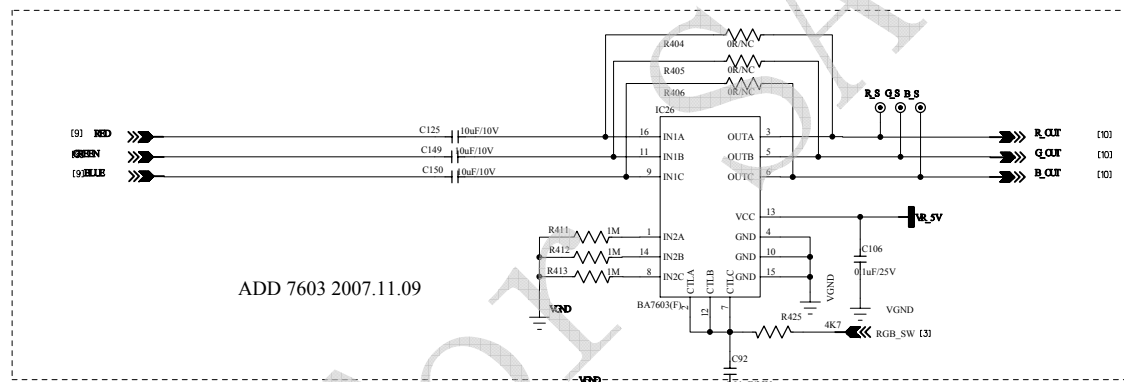 R404
0R/NC
R405
0R/NC
R406
0R/NC
IC26
R_S G_S B_S
[9] RED
C125 10uF/10V
16 IN1A OUTA 3
R_OUT [10]
GREEN
C149 10uF/10V
11 IN1B OUTB 5
G_OUT [10]
[9]BLUE
C150 10uF/10V
9 IN1C OUTC 6
B_OUT [10]
VCC 13
VR_5V
R411 1M
1 IN2A GND 4
R412 1M
14 IN2B GND 10
R413 1M
8 IN2C GND 15
C106
0.1uF/25V
CTLA CTLB CTLC
ADD 7603 2007.11.09
VGND
BA7603(F)
2 12 7
VGND
VGND
R425
4K7
RGB_SW [3]
C92
VGND
for SA